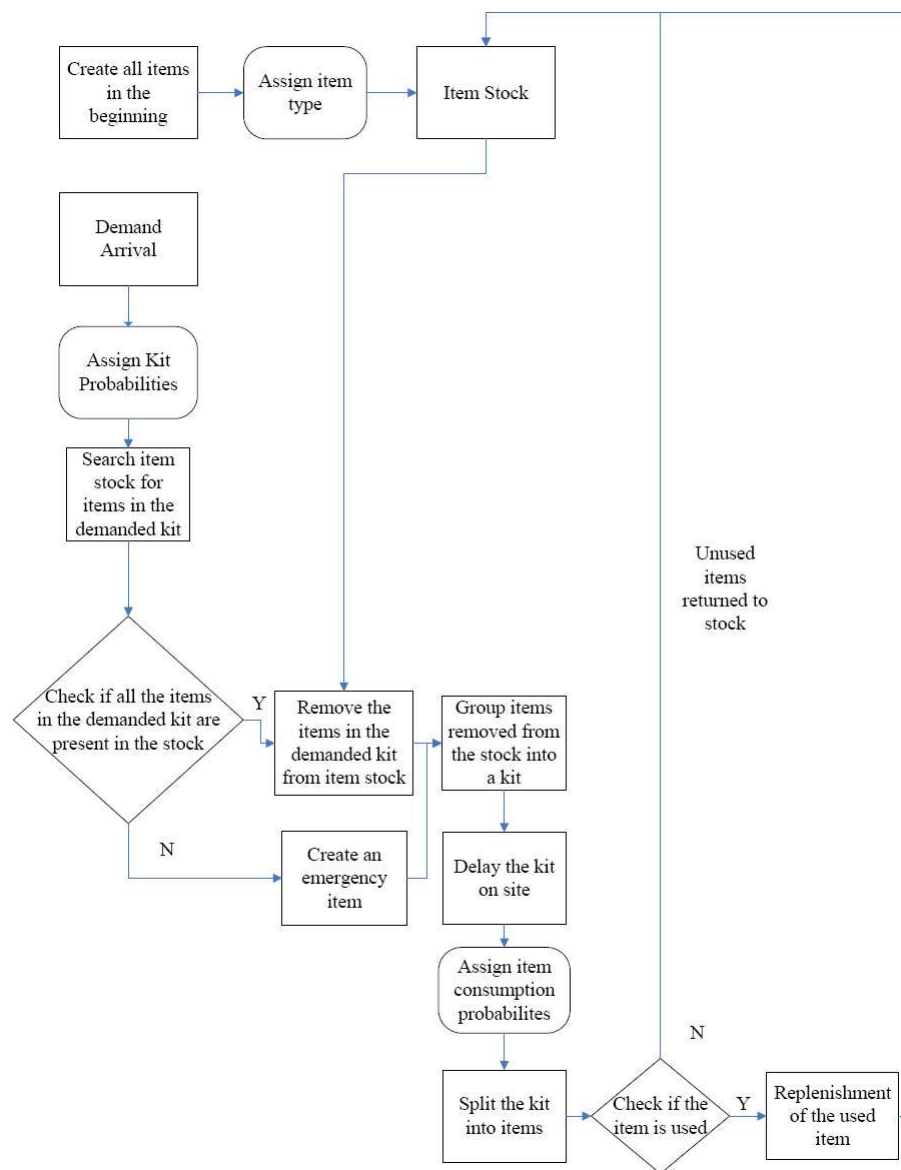 Create all items
in the
beginning
Assign item
type
Item Stock
Demand
Arrival
Assign Kit
Probabilities
Search item
stock for
items in the
demanded kit
Unused
items
returned to
stock
Check if all the items
in the demanded kit are
present in the stock
Y
Remove the
items in the
demanded kit
from item stock
Group items
removed from
the stock into
a kit
N
Create an
emergency
item
Delay the kit
on site
Assign item
consumption
probabilites
N
Split the kit
into items
Check if the
item is used
Y
Replenishment
of the used
item